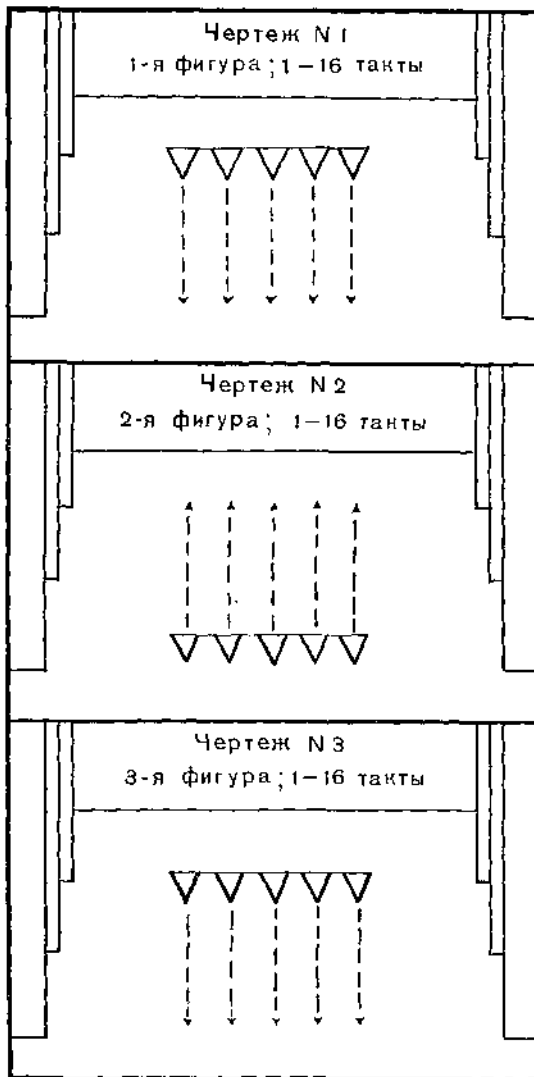 Чертеж N 1
1-я фигура; 1–16 такты
Чертеж N 2
2-я фигура; 1–16 такты
Чертеж N 3
3-я фигура; 1–16 такты